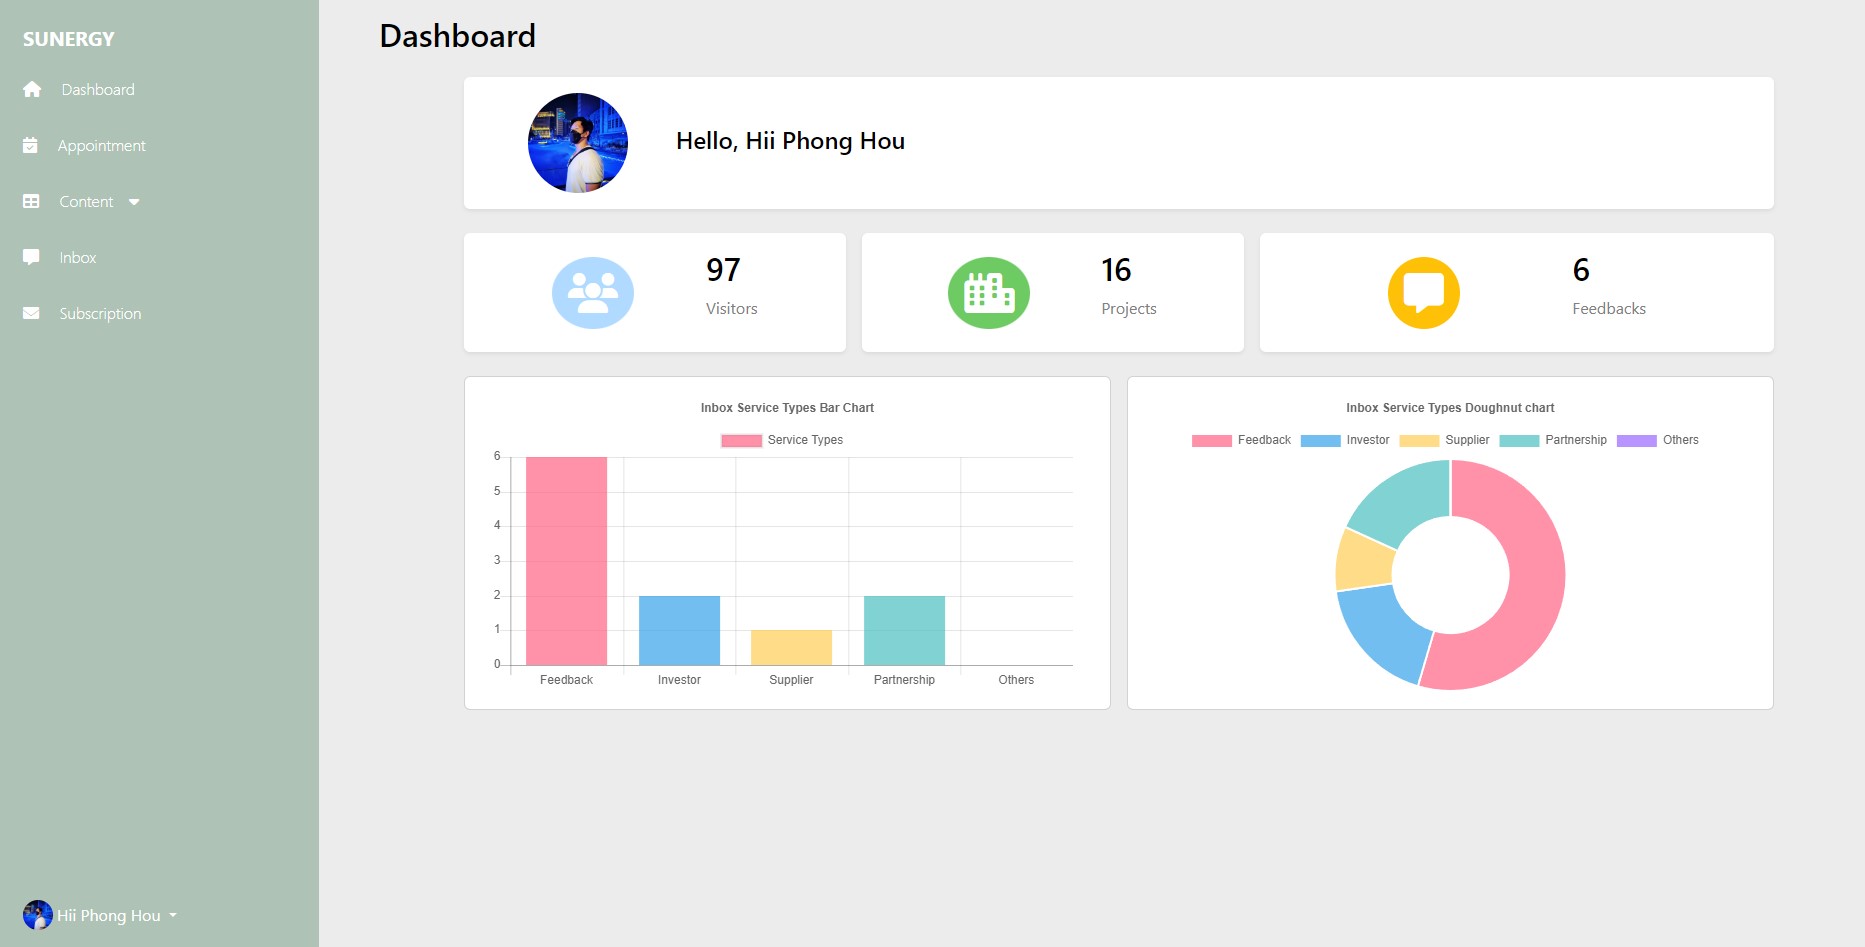 SUNERGY
Dashboard
Appointment
Content
Inbox
Subscription
Hii Phong Hou
Dashboard
Hello, Hii Phong Hou
97
Visitors
16
Projects
6
Feedbacks
Inbox Service Types Bar Chart
Service Types
6
5
4
3
2
1
0
Feedback Investor Supplier Partnership Others
Inbox Service Types Doughnut chart
Feedback Investor Supplier Partnership Others